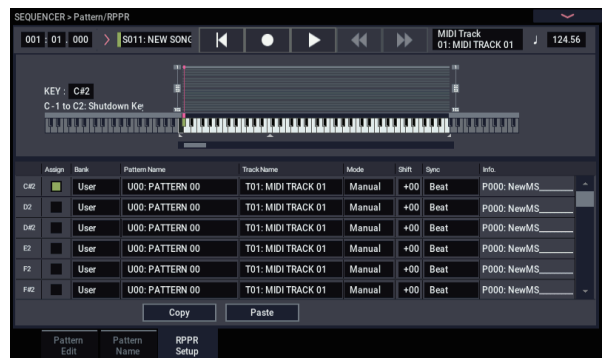 SEQUENCER > Pattern/RPPR
001 : 01 . 000 > S011: NEW SONG
MIDI Track
01: MIDI TRACK 01
♩ 124.56
KEY : C#2
C-1 to C2: Shutdown Key
Assign Bank Pattern Name Track Name Mode Shift Sync Info.
C#2 User U00: PATTERN 00 T01: MIDI TRACK 01 Manual +00 Beat P000: NewMS_____
D2 User U00: PATTERN 00 T01: MIDI TRACK 01 Manual +00 Beat P000: NewMS_____
D#2 User U00: PATTERN 00 T01: MIDI TRACK 01 Manual +00 Beat P000: NewMS_____
E2 User U00: PATTERN 00 T01: MIDI TRACK 01 Manual +00 Beat P000: NewMS_____
F2 User U00: PATTERN 00 T01: MIDI TRACK 01 Manual +00 Beat P000: NewMS_____
F#2 User U00: PATTERN 00 T01: MIDI TRACK 01 Manual +00 Beat P000: NewMS_____
Copy Paste
Pattern Edit
Pattern Name
RPPR Setup